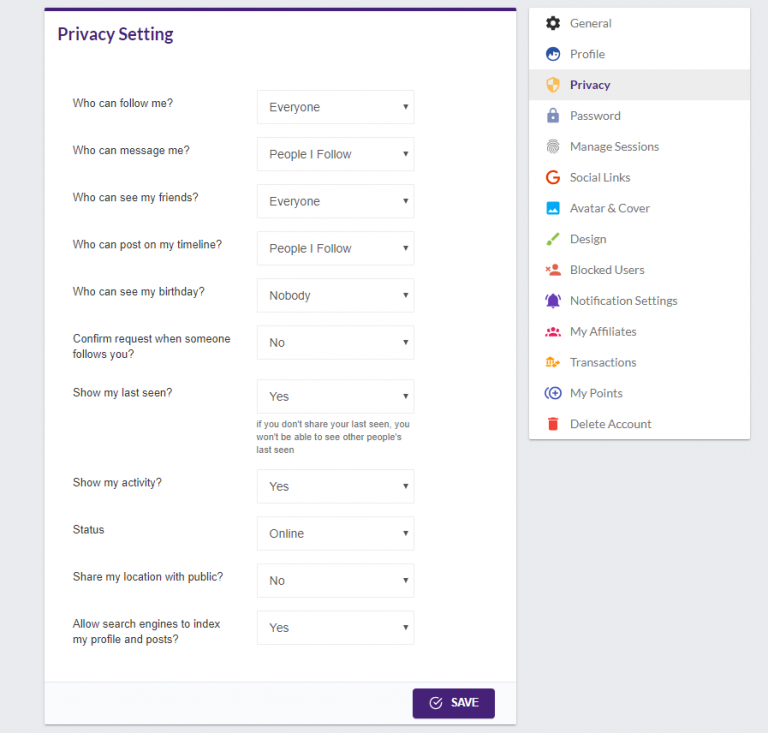 Privacy Setting
Who can follow me?
Everyone
Who can message me?
People I Follow
Who can see my friends?
Everyone
Who can post on my timeline?
People I Follow
Who can see my birthday?
Nobody
Confirm request when someone
follows you?
No
Show my last seen?
Yes
if you don't share your last seen, you
won't be able to see other people's
last seen
Show my activity?
Yes
Status
Online
Share my location with public?
No
Allow search engines to index
my profile and posts?
Yes
SAVE
General
Profile
Privacy
Password
Manage Sessions
Social Links
Avatar & Cover
Design
Blocked Users
Notification Settings
My Affiliates
Transactions
My Points
Delete Account